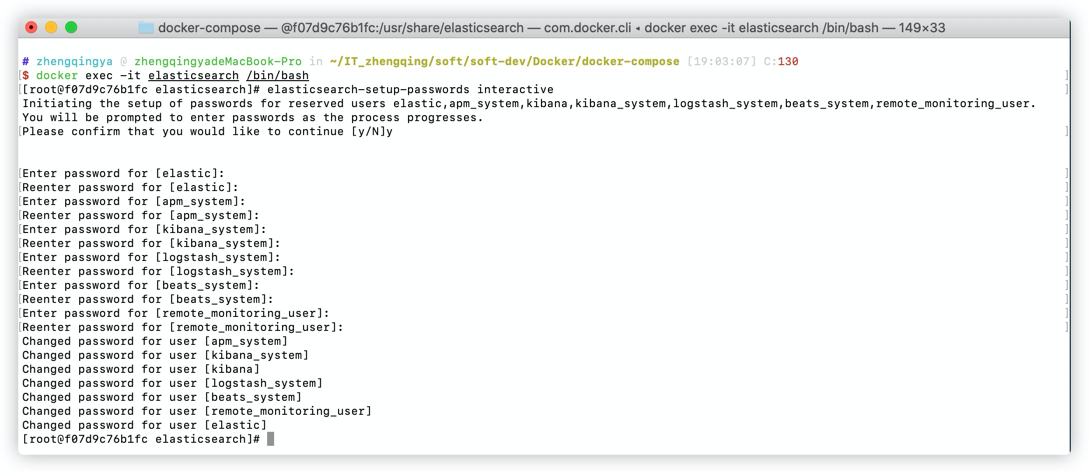 docker-compose — @f07d9c76b1fc:/usr/share/elasticsearch — com.docker.cli ◂ docker exec -it elasticsearch /bin/bash — 149×33
# zhengqingya @ zhengqingyadeMacBook-Pro in ~/IT_zhengqing/soft/soft-dev/Docker/docker-compose [19:03:07] C:130
$ docker exec -it elasticsearch /bin/bash
[root@f07d9c76b1fc elasticsearch]# elasticsearch-setup-passwords interactive
Initiating the setup of passwords for reserved users elastic,apm_system,kibana,kibana_system,logstash_system,beats_system,remote_monitoring_user.
You will be prompted to enter passwords as the process progresses.
Please confirm that you would like to continue [y/N]y
Enter password for [elastic]:
Reenter password for [elastic]:
Enter password for [apm_system]:
Reenter password for [apm_system]:
Enter password for [kibana_system]:
Reenter password for [kibana_system]:
Enter password for [logstash_system]:
Reenter password for [logstash_system]:
Enter password for [beats_system]:
Reenter password for [beats_system]:
Enter password for [remote_monitoring_user]:
Reenter password for [remote_monitoring_user]:
Changed password for user [apm_system]
Changed password for user [kibana_system]
Changed password for user [kibana]
Changed password for user [logstash_system]
Changed password for user [beats_system]
Changed password for user [remote_monitoring_user]
Changed password for user [elastic]
[root@f07d9c76b1fc elasticsearch]#